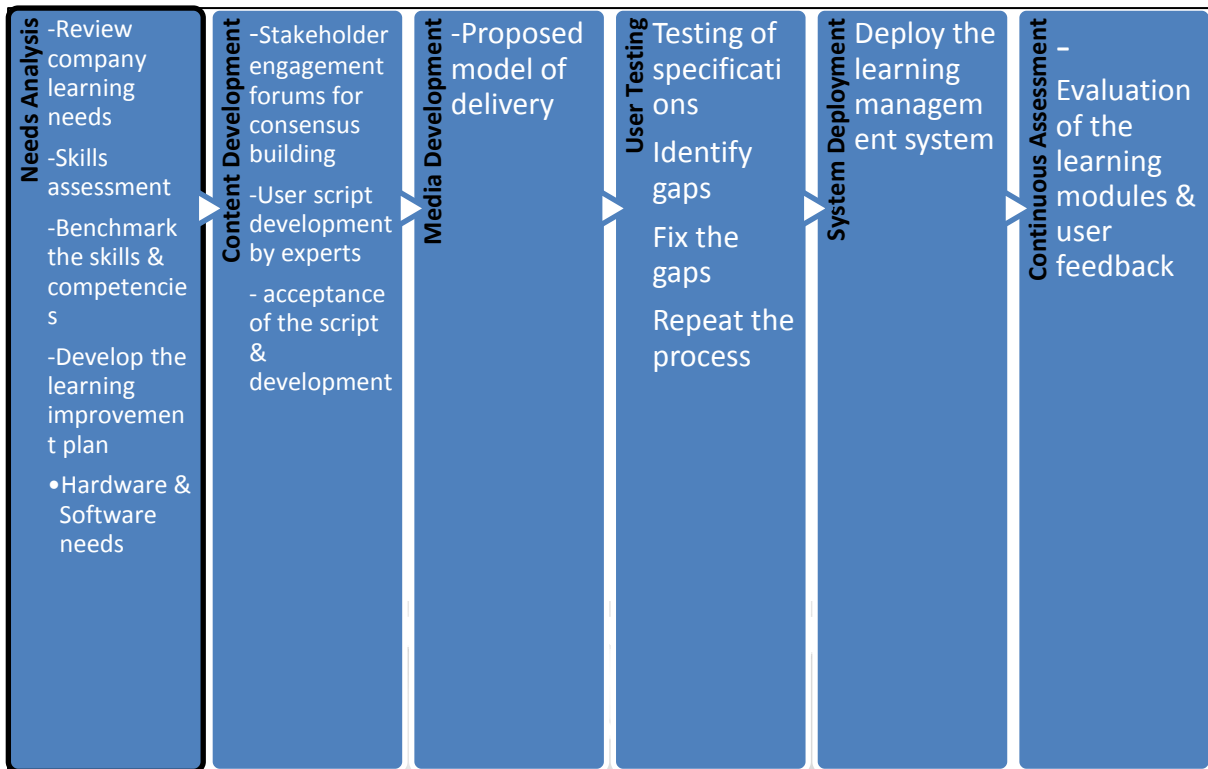 Needs Analysis
-Review
company
learning
needs
-Skills
assessment
-Benchmark
the skills &
competencie
s
-Develop the
learning
improvemen
t plan
•Hardware &
Software
needs
Content Development
-Stakeholder
engagement
forums for
consensus
building
-User script
development
by experts
- acceptance
of the script
&
development
Media Development
-Proposed
model of
delivery
User Testing
Testing of
specificati
ons
Identify
gaps
Fix the
gaps
Repeat the
process
System Deployment
Deploy the
learning
managem
ent system
Continuous Assessment
-
Evaluation
of the
learning
modules &
user
feedback